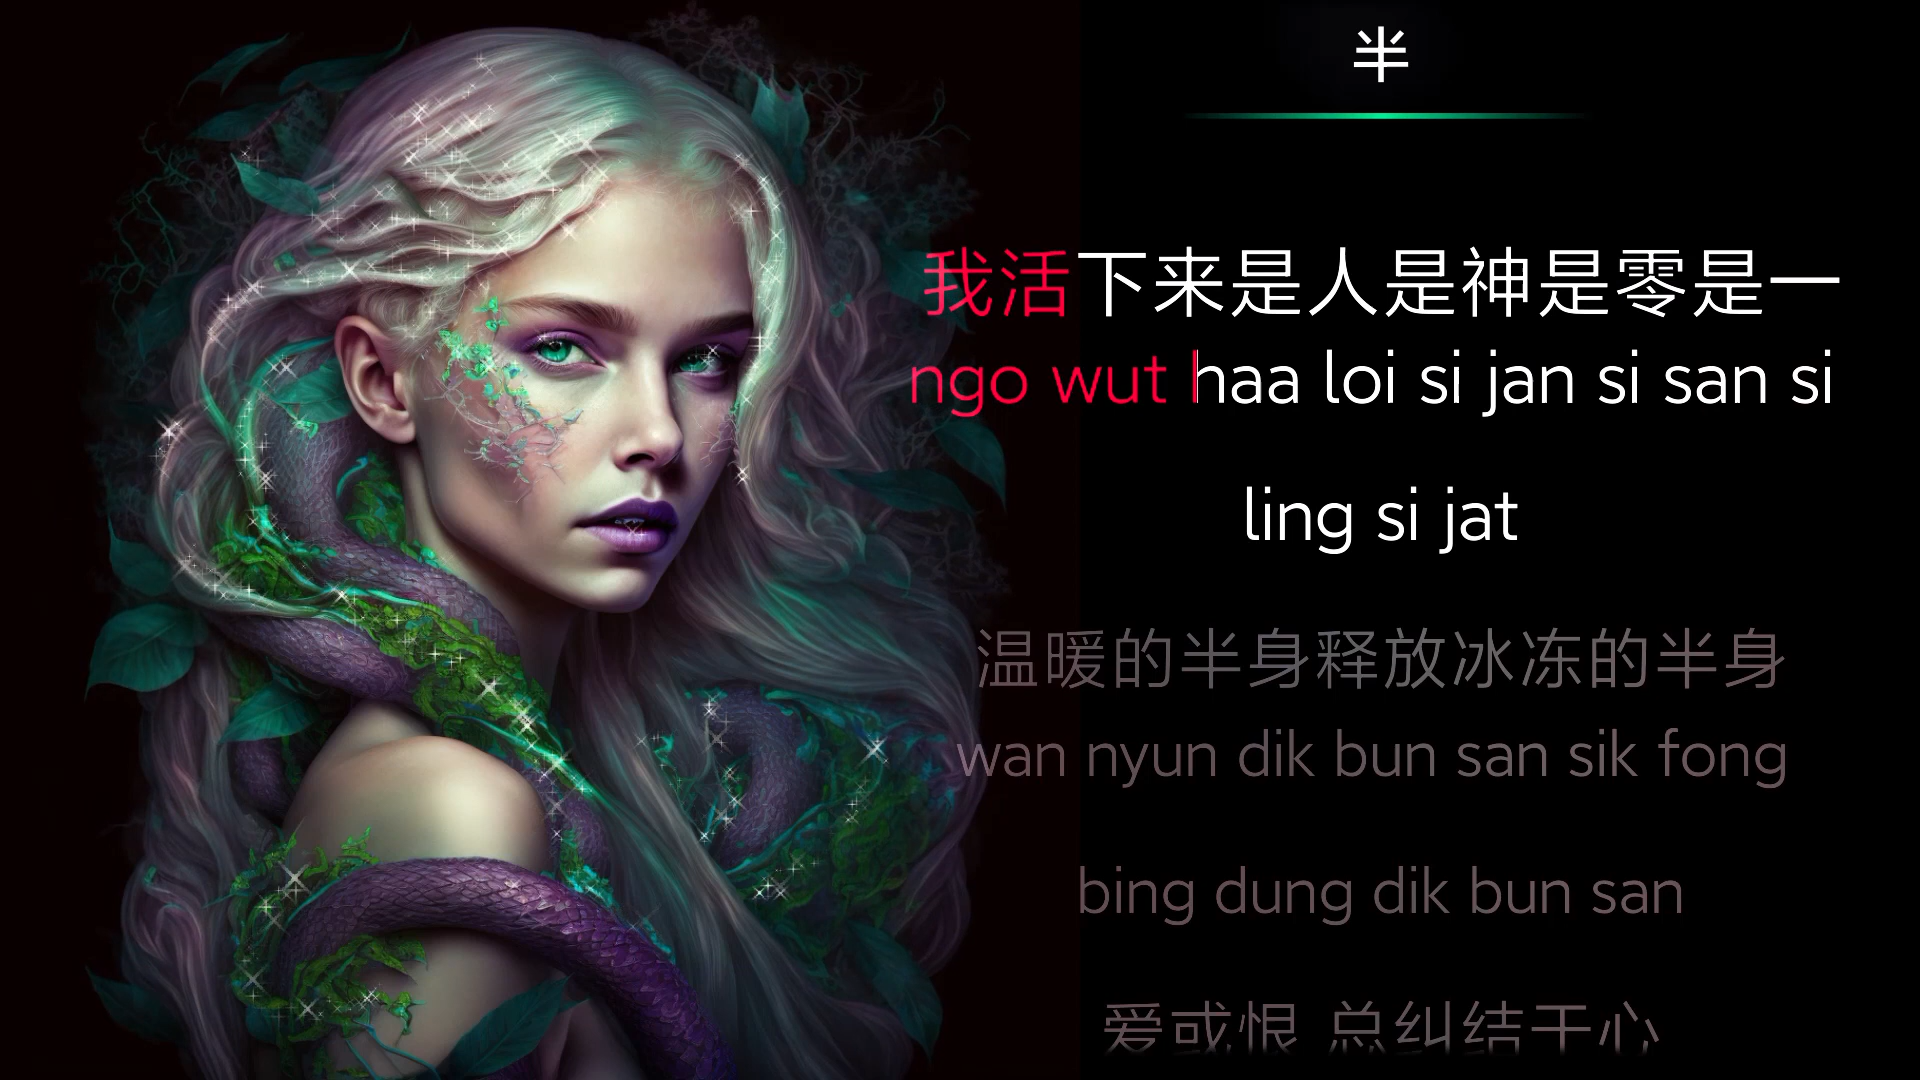 半
我活下来是人是神是零是一
ngo wut haa loi si jan si san si
ling si jat
温暖的半身释放冰冻的半身
wan nyun dik bun san sik fong
bing dung dik bun san
爱或恨 总纠结于心